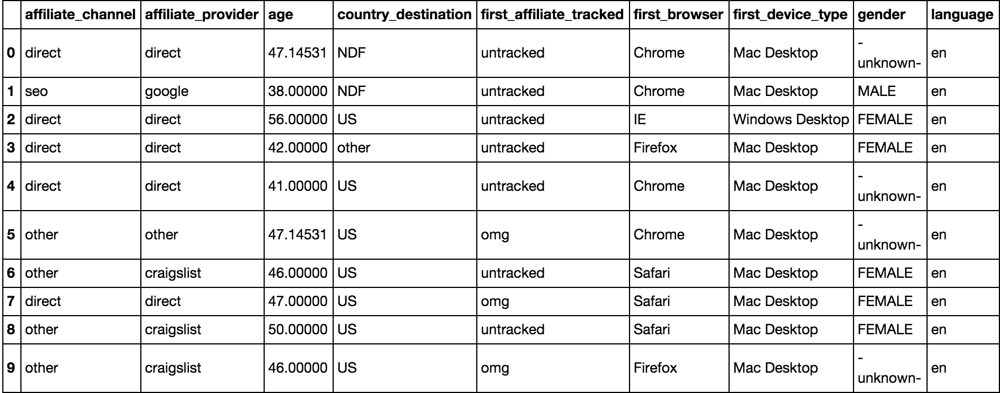 affiliate_channel affiliate_provider age country_destination first_affiliate_tracked first_browser first_device_type gender language
0 direct direct 47.14531 NDF untracked Chrome Mac Desktop -unknown- en
1 seo google 38.00000 NDF untracked Chrome Mac Desktop MALE en
2 direct direct 56.00000 US untracked IE Windows Desktop FEMALE en
3 direct direct 42.00000 other untracked Firefox Mac Desktop FEMALE en
4 direct direct 41.00000 US untracked Chrome Mac Desktop -unknown- en
5 other other 47.14531 US omg Chrome Mac Desktop -unknown- en
6 other craigslist 46.00000 US untracked Safari Mac Desktop FEMALE en
7 direct direct 47.00000 US omg Safari Mac Desktop FEMALE en
8 other craigslist 50.00000 US untracked Safari Mac Desktop FEMALE en
9 other craigslist 46.00000 US omg Firefox Mac Desktop -unknown- en